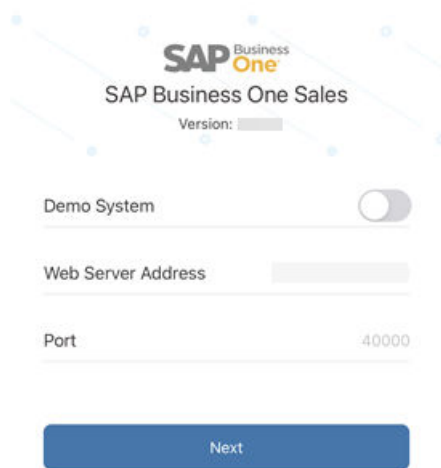 SAP Business One
SAP Business One Sales
Version:
Demo System
Web Server Address
Port 40000
Next